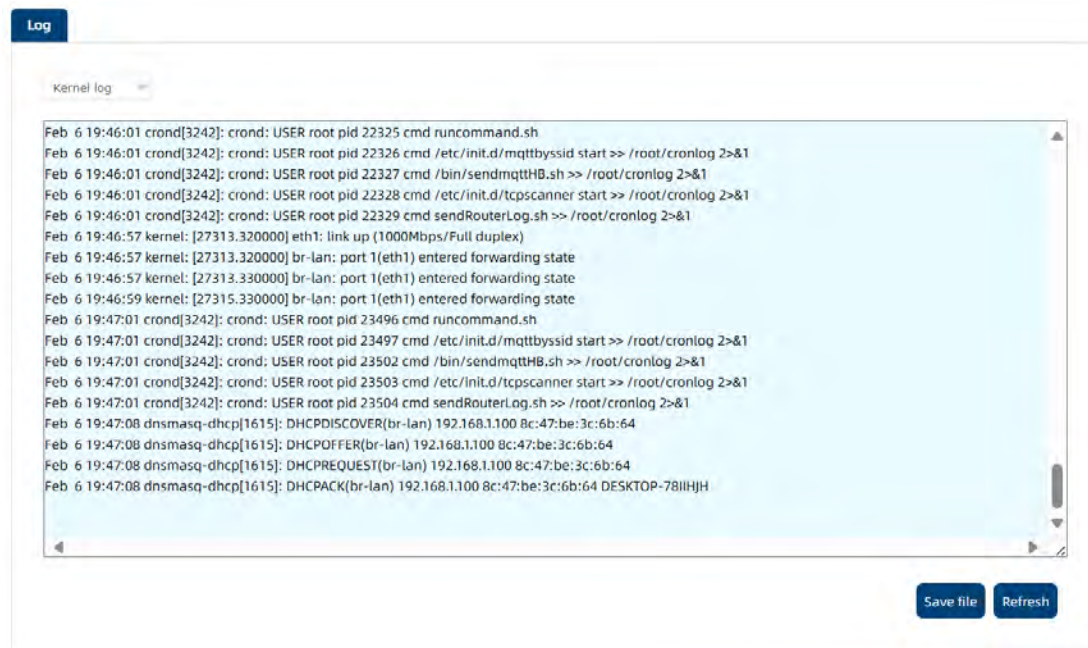 Log
Kernel log
Feb  6 19:46:01 crond[3242]: crond: USER root pid 22325 cmd runcommand.sh
Feb  6 19:46:01 crond[3242]: crond: USER root pid 22326 cmd /etc/init.d/mqttbyssid start >> /root/cronlog 2>&1
Feb  6 19:46:01 crond[3242]: crond: USER root pid 22327 cmd /bin/sendmqttHB.sh >> /root/cronlog 2>&1
Feb  6 19:46:01 crond[3242]: crond: USER root pid 22328 cmd /etc/init.d/tcpscanner start >> /root/cronlog 2>&1
Feb  6 19:46:01 crond[3242]: crond: USER root pid 22329 cmd sendRouterLog.sh >> /root/cronlog 2>&1
Feb  6 19:46:57 kernel: [27313.320000] eth1: link up (1000Mbps/Full duplex)
Feb  6 19:46:57 kernel: [27313.320000] br-lan: port 1(eth1) entered forwarding state
Feb  6 19:46:57 kernel: [27313.330000] br-lan: port 1(eth1) entered forwarding state
Feb  6 19:46:59 kernel: [27315.330000] br-lan: port 1(eth1) entered forwarding state
Feb  6 19:47:01 crond[3242]: crond: USER root pid 23496 cmd runcommand.sh
Feb  6 19:47:01 crond[3242]: crond: USER root pid 23497 cmd /etc/init.d/mqttbyssid start >> /root/cronlog 2>&1
Feb  6 19:47:01 crond[3242]: crond: USER root pid 23502 cmd /bin/sendmqttHB.sh >> /root/cronlog 2>&1
Feb  6 19:47:01 crond[3242]: crond: USER root pid 23503 cmd /etc/init.d/tcpscanner start >> /root/cronlog 2>&1
Feb  6 19:47:01 crond[3242]: crond: USER root pid 23504 cmd sendRouterLog.sh >> /root/cronlog 2>&1
Feb  6 19:47:08 dnsmasq-dhcp[1615]: DHCPDISCOVER(br-lan) 192.168.1.100 8c:47:be:3c:6b:64
Feb  6 19:47:08 dnsmasq-dhcp[1615]: DHCPOFFER(br-lan) 192.168.1.100 8c:47:be:3c:6b:64
Feb  6 19:47:08 dnsmasq-dhcp[1615]: DHCPREQUEST(br-lan) 192.168.1.100 8c:47:be:3c:6b:64
Feb  6 19:47:08 dnsmasq-dhcp[1615]: DHCPACK(br-lan) 192.168.1.100 8c:47:be:3c:6b:64 DESKTOP-78IIHJH
Save file Refresh